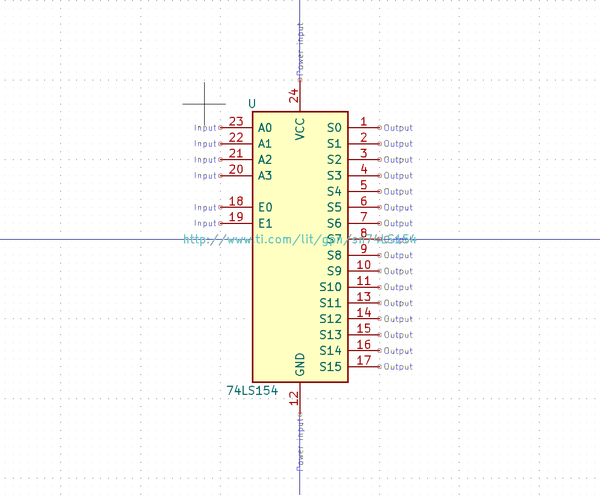 Power input
24
U
VCC
Input 23 A0 S0 1 Output
Input 22 A1 S1 2 Output
Input 21 A2 S2 3 Output
Input 20 A3 S3 4 Output
S4 5 Output
Input 18 E0 S5 6 Output
Input 19 E1 S6 7 Output
S7 8 Output
http://www.ti.com/lit/gpn/sn74LS154
S8 9 Output
S9 10 Output
S10 11 Output
S11 13 Output
S12 14 Output
S13 15 Output
S14 16 Output
S15 17 Output
GND
74LS154
12
Power input